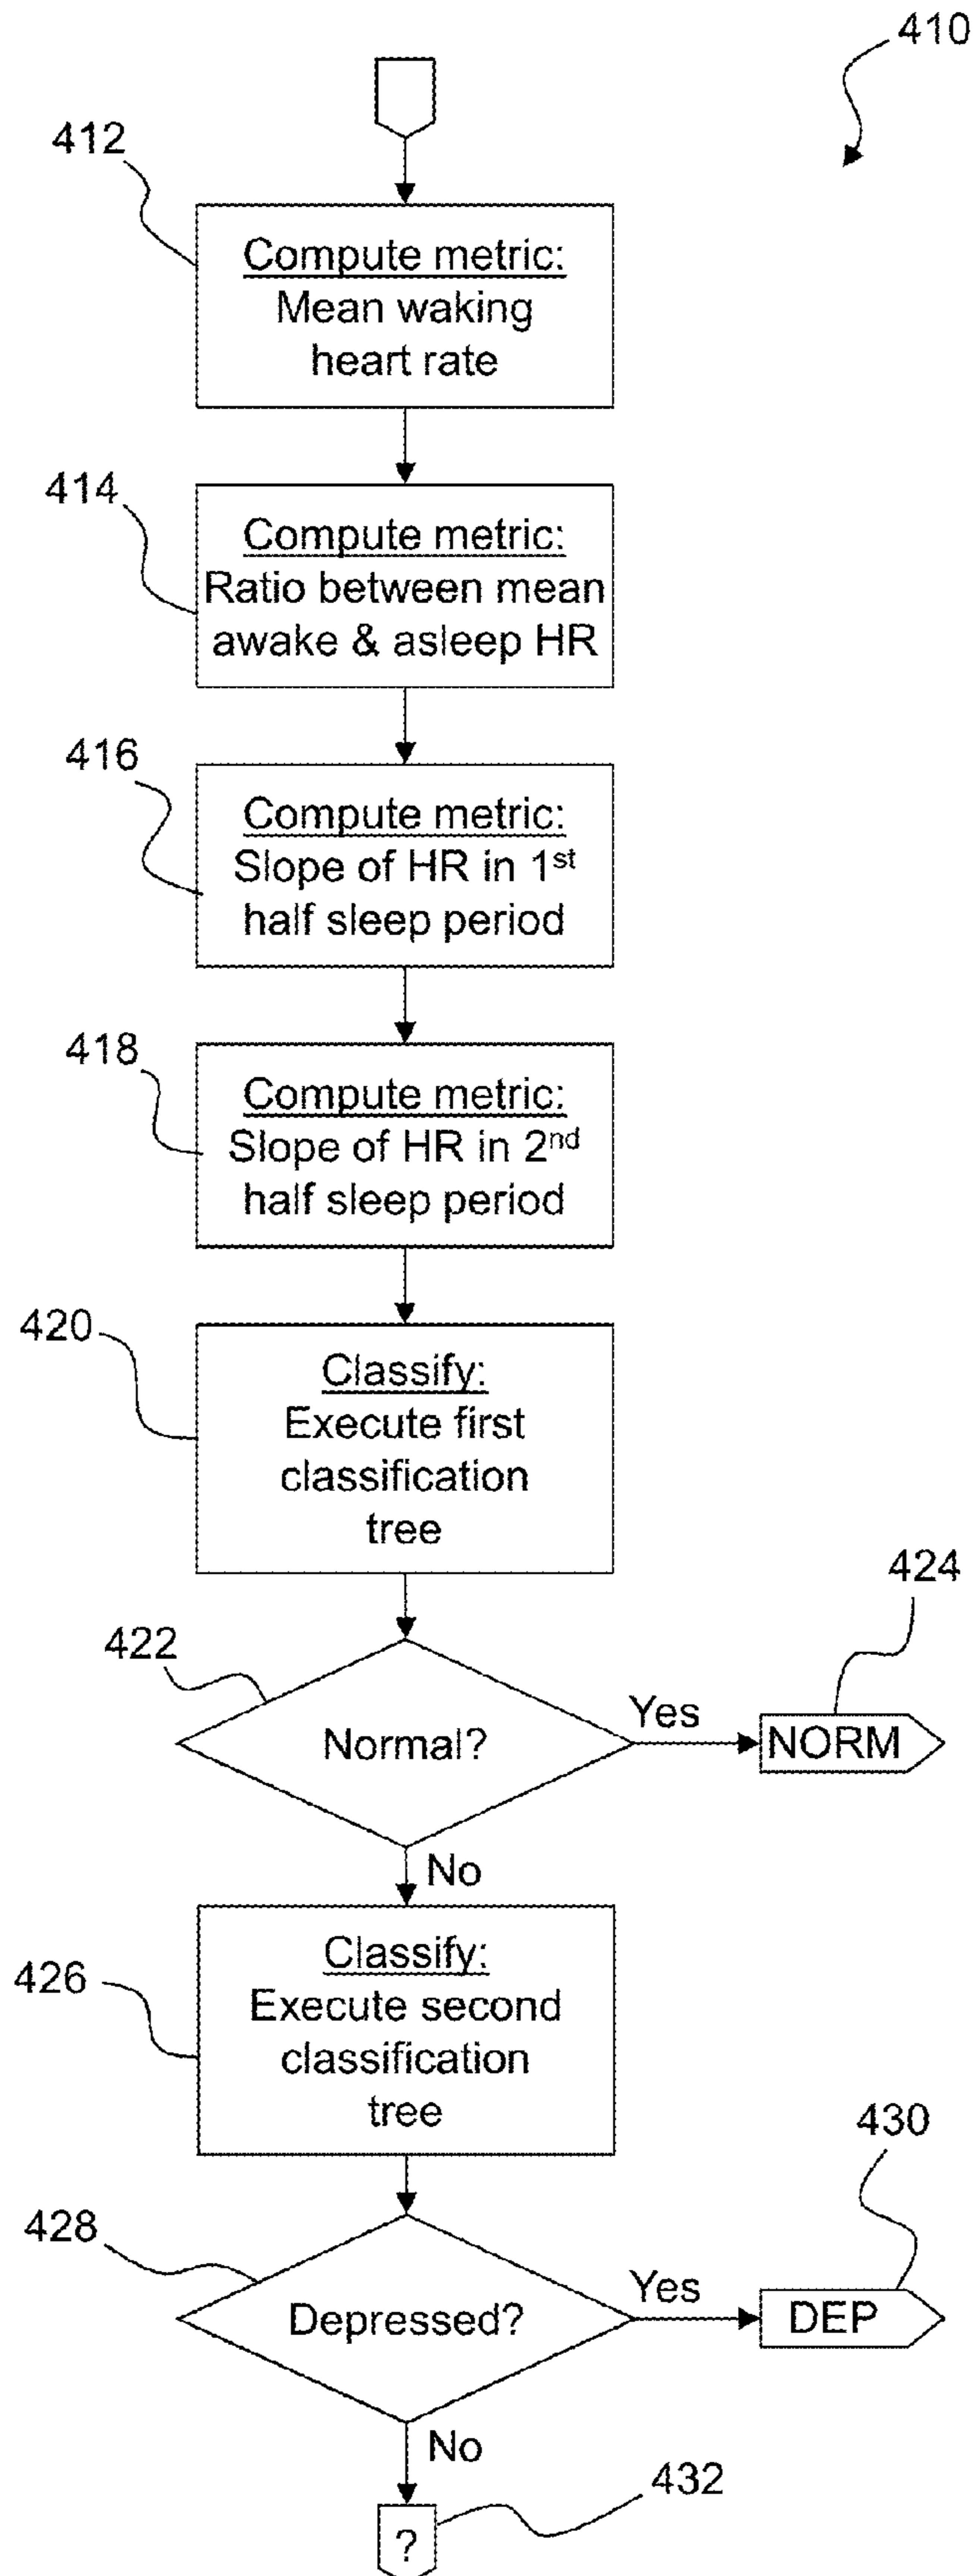 410
412
Compute metric:
Mean waking
heart rate
414
Compute metric:
Ratio between mean
awake & asleep HR
416
Compute metric:
Slope of HR in 1st
half sleep period
418
Compute metric:
Slope of HR in 2nd
half sleep period
420
Classify:
Execute first
classification
tree
424
422
Normal?
Yes
NORM
No
Classify:
426
Execute second
classification
tree
430
428
Depressed?
Yes
DEP
No
432
?